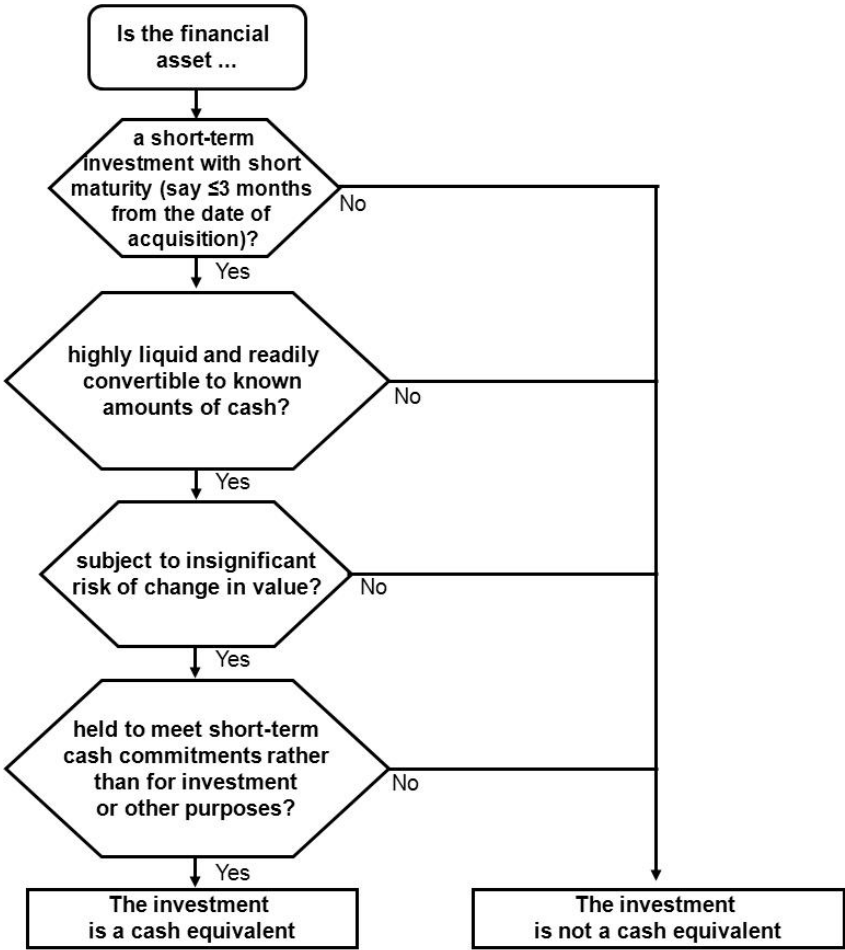 Is the financial
asset ...
a short-term
investment with short
maturity (say ≤3 months
from the date of
acquisition)?
No
Yes
highly liquid and readily
convertible to known
amounts of cash?
No
Yes
subject to insignificant
risk of change in value?
No
Yes
held to meet short-term
cash commitments rather
than for investment
or other purposes?
No
Yes
The investment
is a cash equivalent
The investment
is not a cash equivalent